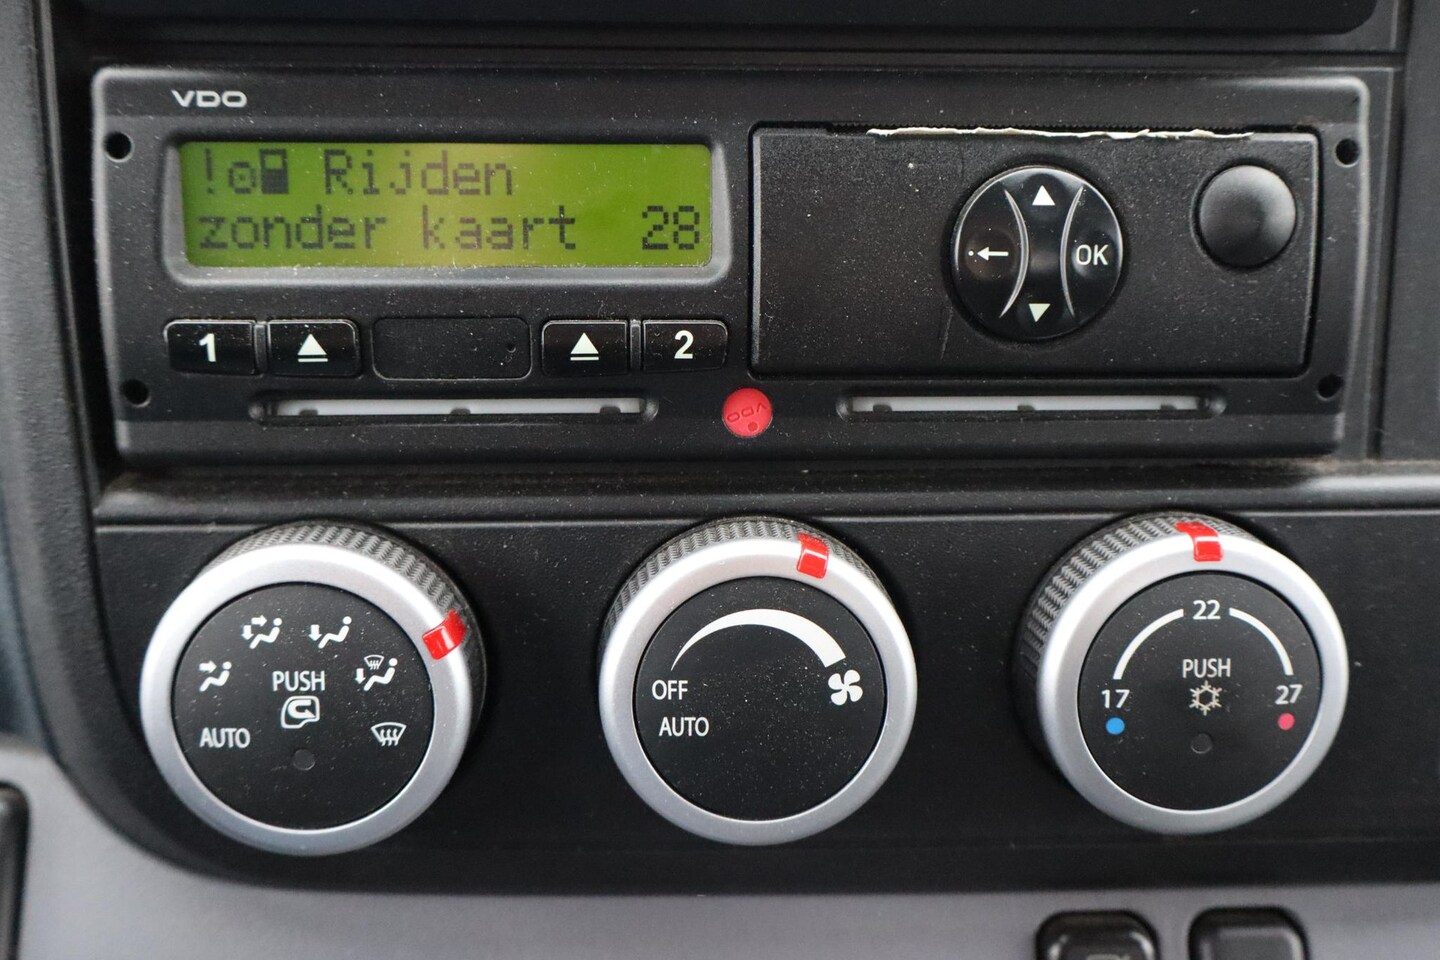 VDO
! Rijden
zonder kaart 28
1
2
OK
VDO
PUSH
AUTO
OFF
AUTO
22
PUSH
17
27